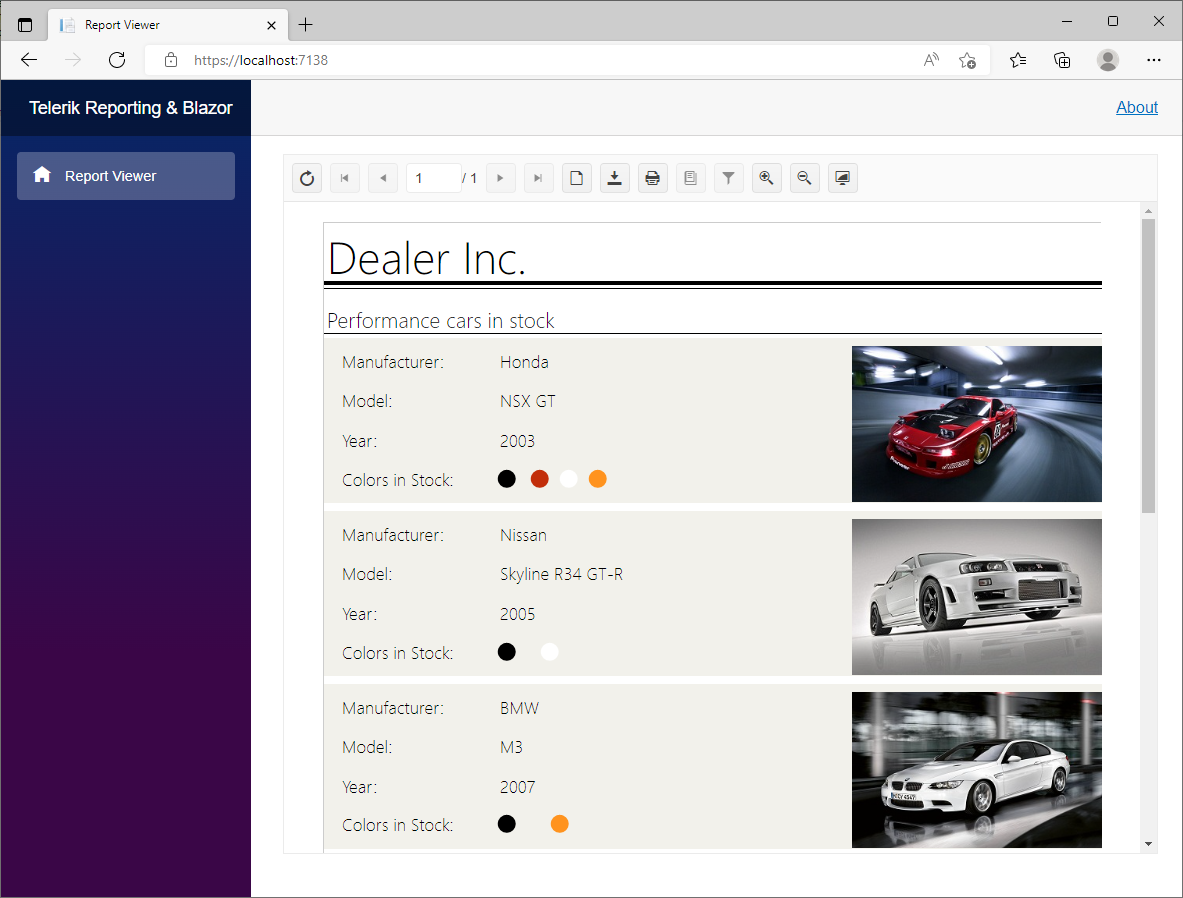 Report Viewer
https://localhost:7138
Telerik Reporting & Blazor
About
Report Viewer
1 / 1
Dealer Inc.
Performance cars in stock
Manufacturer: Honda
Model: NSX GT
Year: 2003
Colors in Stock:
Manufacturer: Nissan
Model: Skyline R34 GT-R
Year: 2005
Colors in Stock:
Manufacturer: BMW
Model: M3
Year: 2007
Colors in Stock: